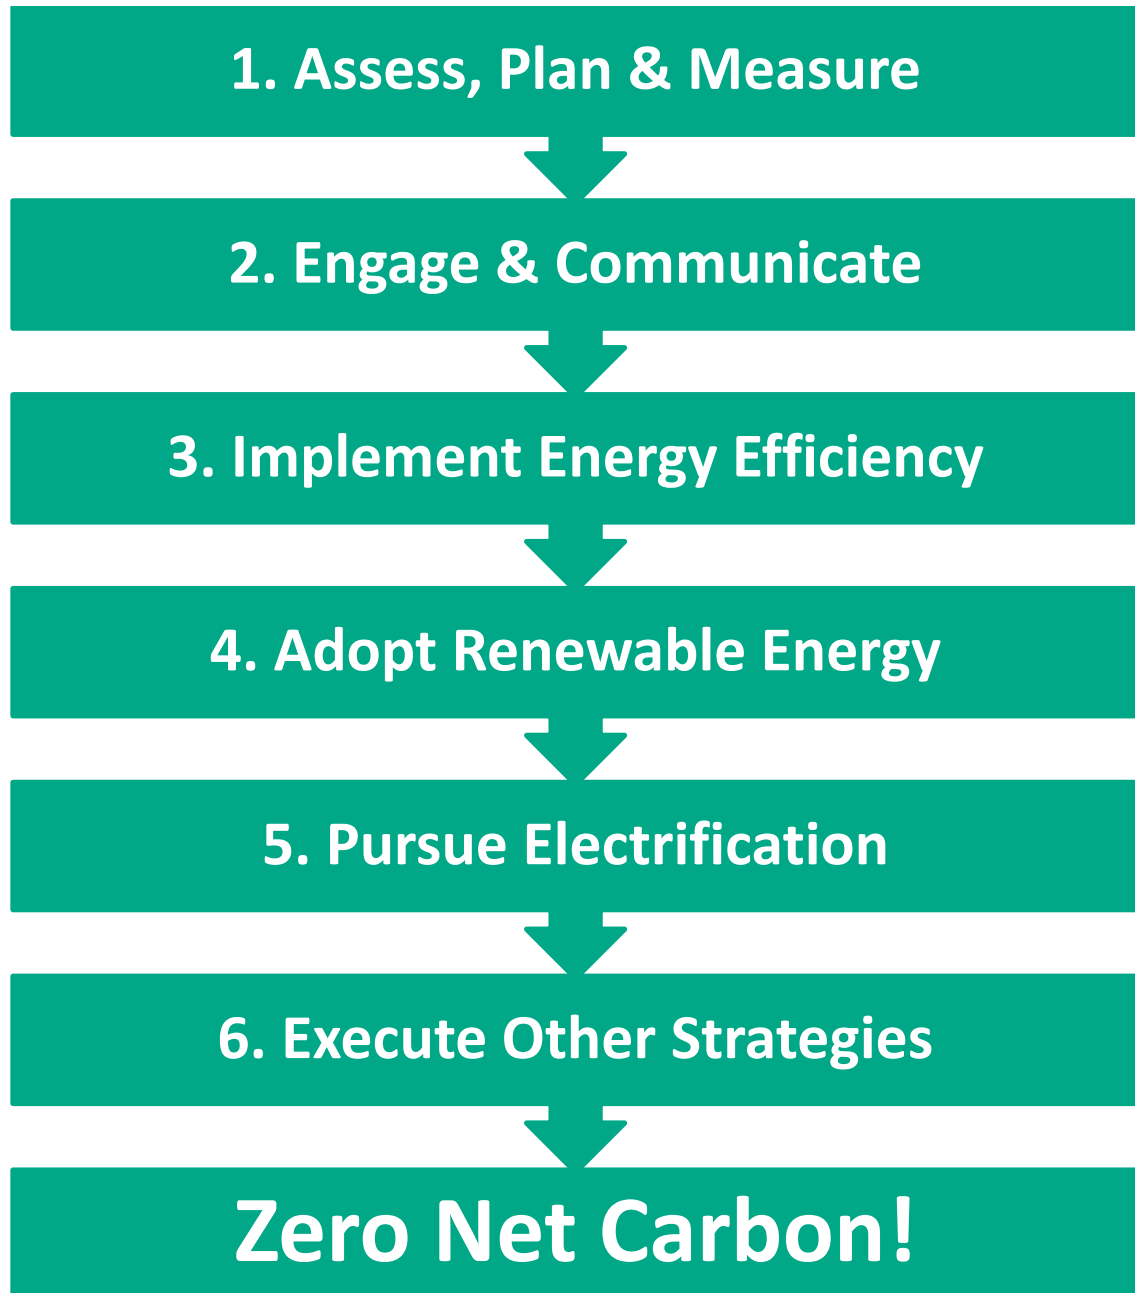 1. Assess, Plan & Measure
2. Engage & Communicate
3. Implement Energy Efficiency
4. Adopt Renewable Energy
5. Pursue Electrification
6. Execute Other Strategies
Zero Net Carbon!